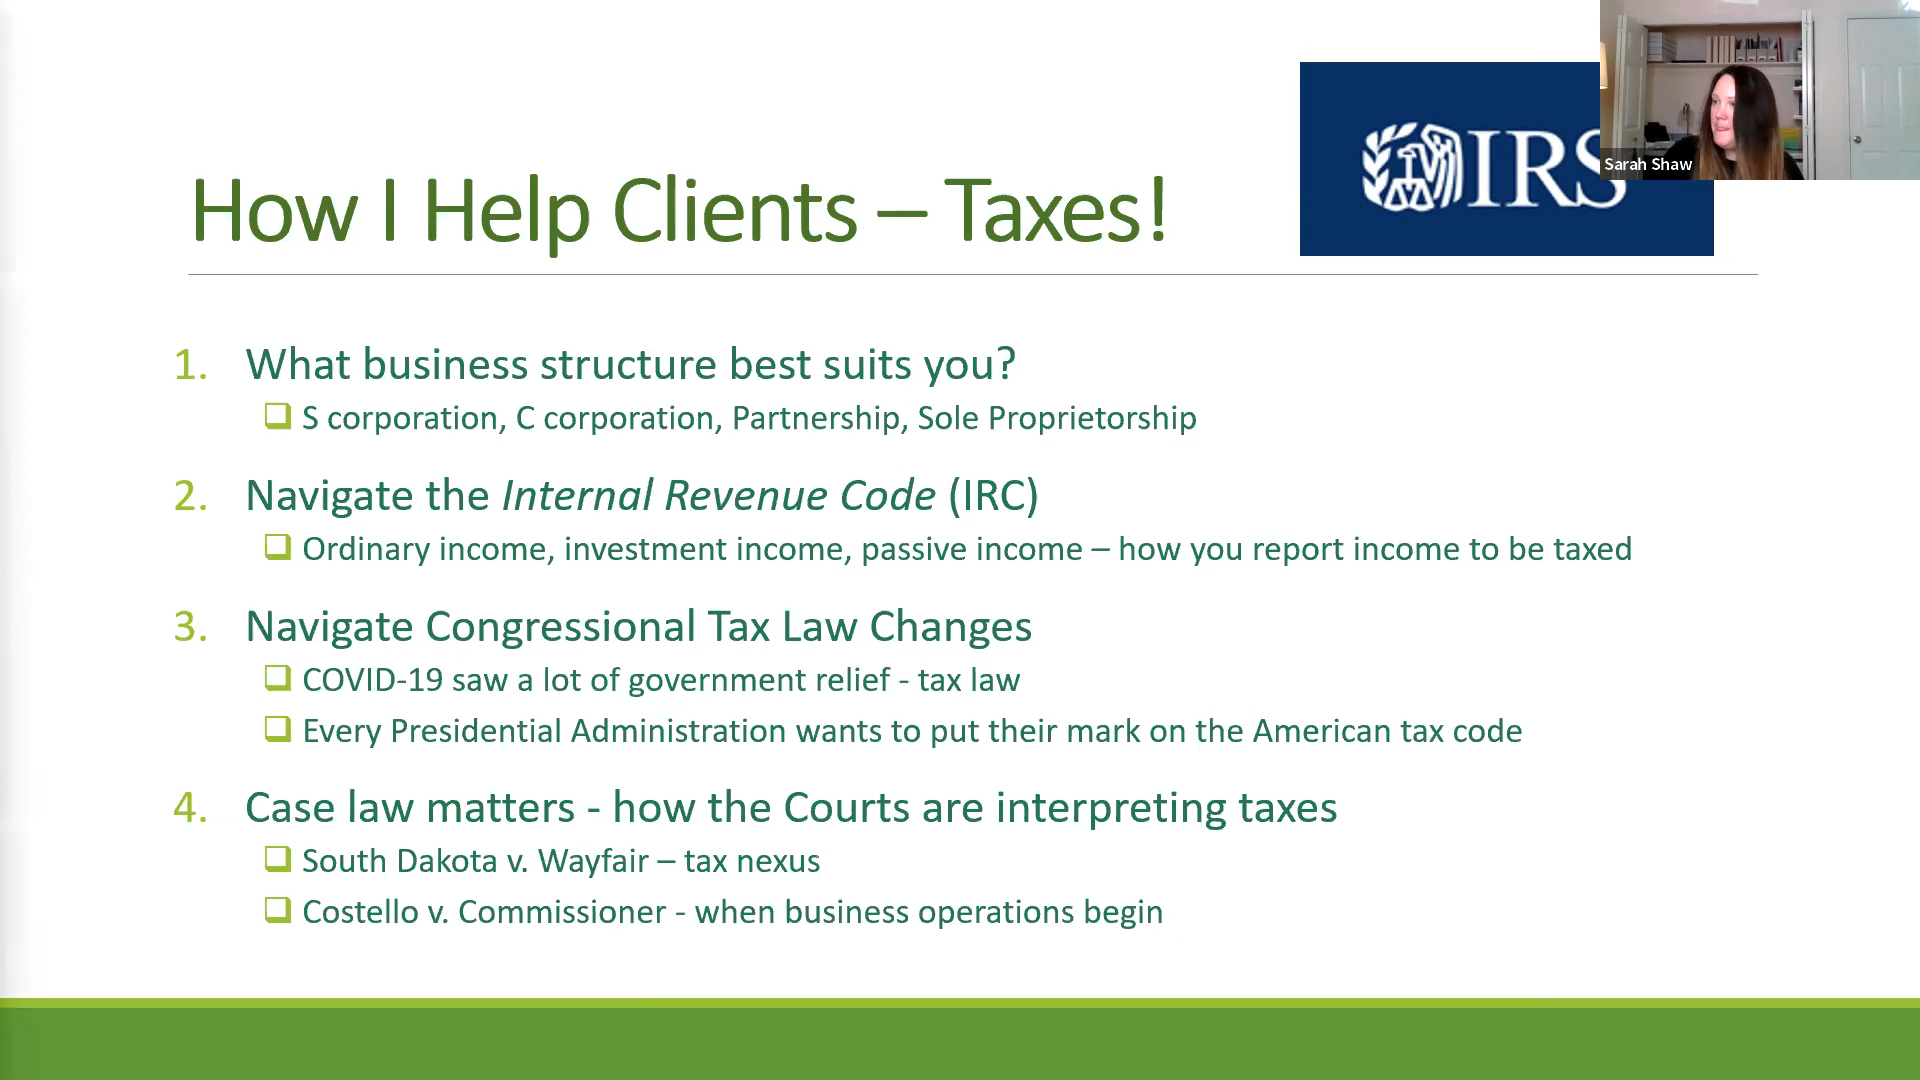 How I Help Clients – Taxes!
IRS
Sarah Shaw
1. What business structure best suits you?
❑ S corporation, C corporation, Partnership, Sole Proprietorship
2. Navigate the Internal Revenue Code (IRC)
❑ Ordinary income, investment income, passive income – how you report income to be taxed
3. Navigate Congressional Tax Law Changes
❑ COVID-19 saw a lot of government relief - tax law
❑ Every Presidential Administration wants to put their mark on the American tax code
4. Case law matters - how the Courts are interpreting taxes
❑ South Dakota v. Wayfair – tax nexus
❑ Costello v. Commissioner - when business operations begin